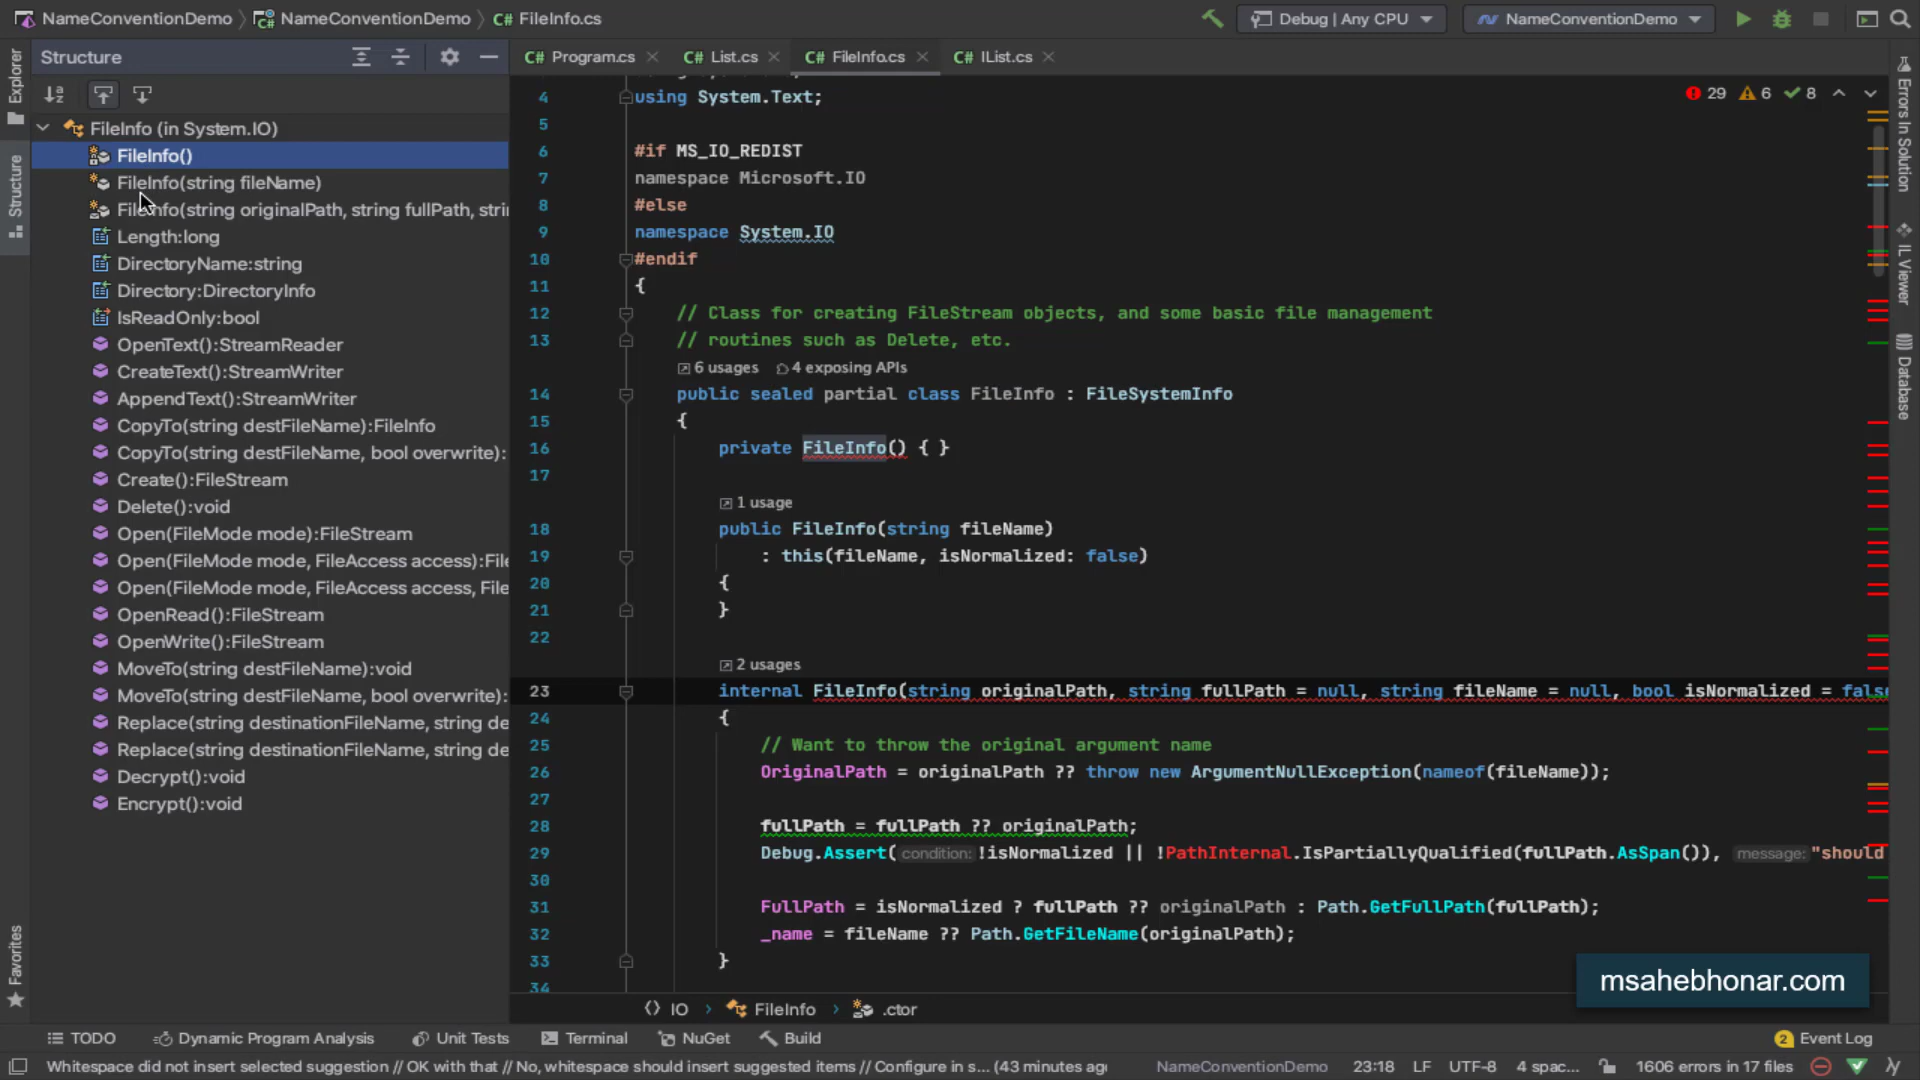 NameConventionDemo NameConventionDemo C# FileInfo.cs Debug | Any CPU NameConventionDemo
Structure
C# Program.cs C# List.cs C# FileInfo.cs C# IList.cs
Explorer
Structure
Favorites
FileInfo (in System.IO)
FileInfo()
FileInfo(string fileName)
FileInfo(string originalPath, string fullPath, stri
Length:long
DirectoryName:string
Directory:DirectoryInfo
IsReadOnly:bool
OpenText():StreamReader
CreateText():StreamWriter
AppendText():StreamWriter
CopyTo(string destFileName):FileInfo
CopyTo(string destFileName, bool overwrite):
Create():FileStream
Delete():void
Open(FileMode mode):FileStream
Open(FileMode mode, FileAccess access):File
Open(FileMode mode, FileAccess access, File
OpenRead():FileStream
OpenWrite():FileStream
MoveTo(string destFileName):void
MoveTo(string destFileName, bool overwrite):
Replace(string destinationFileName, string de
Replace(string destinationFileName, string de
Decrypt():void
Encrypt():void
29 6 8
4 using System.Text;
5
6 #if MS_IO_REDIST
7 namespace Microsoft.IO
8 #else
9 namespace System.IO
10 #endif
11 {
12 // Class for creating FileStream objects, and some basic file management
13 // routines such as Delete, etc.
6 usages 4 exposing APIs
14 public sealed partial class FileInfo : FileSystemInfo
15 {
16 private FileInfo() { }
17
1 usage
18 public FileInfo(string fileName)
19 : this(fileName, isNormalized: false)
20 {
21 }
22
2 usages
23 internal FileInfo(string originalPath, string fullPath = null, string fileName = null, bool isNormalized = false
24 {
25 // Want to throw the original argument name
26 OriginalPath = originalPath ?? throw new ArgumentNullException(nameof(fileName));
27
28 fullPath = fullPath ?? originalPath;
29 Debug.Assert( condition: !isNormalized || !PathInternal.IsPartiallyQualified(fullPath.AsSpan()), message: "should
30
31 FullPath = isNormalized ? fullPath ?? originalPath : Path.GetFullPath(fullPath);
32 _name = fileName ?? Path.GetFileName(originalPath);
33 }
34
Errors In Solution
IL Viewer
Database
msahebhonar.com
IO FileInfo .ctor
TODO Dynamic Program Analysis Unit Tests Terminal NuGet Build 2 Event Log
Whitespace did not insert selected suggestion // OK with that // No, whitespace should insert suggested items // Configure in s... (43 minutes ago NameConventionDemo 23:18 LF UTF-8 4 spac... 1606 errors in 17 files